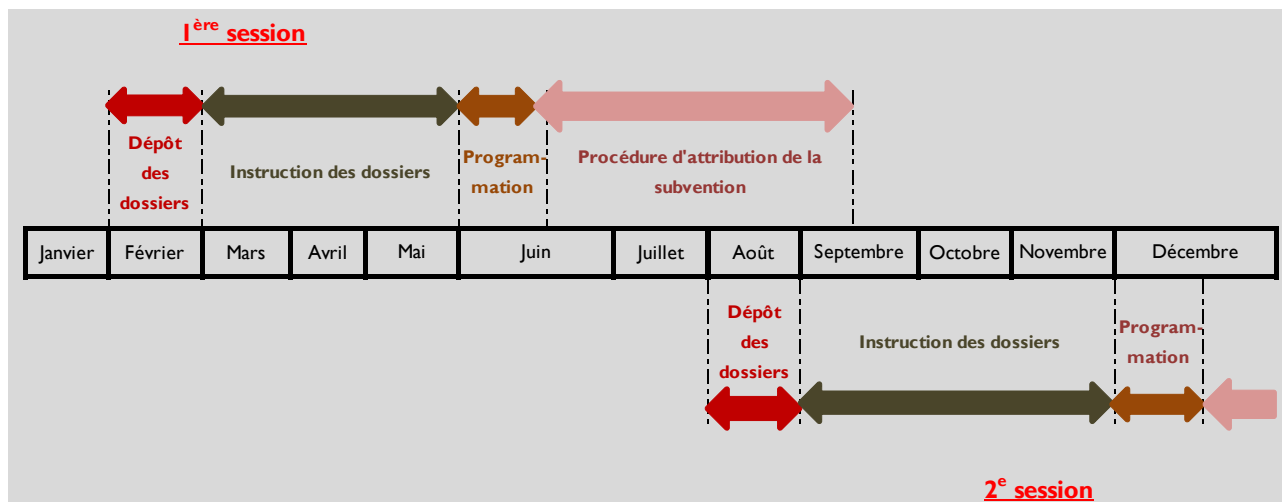 1ère session
Dépôt
des
dossiers
Instruction des dossiers
Program-
mation
Procédure d'attribution de la
subvention
Janvier Février Mars Avril Mai Juin Juillet Août Septembre Octobre Novembre Décembre
Dépôt
des
dossiers
Instruction des dossiers
Program-
mation
2e session